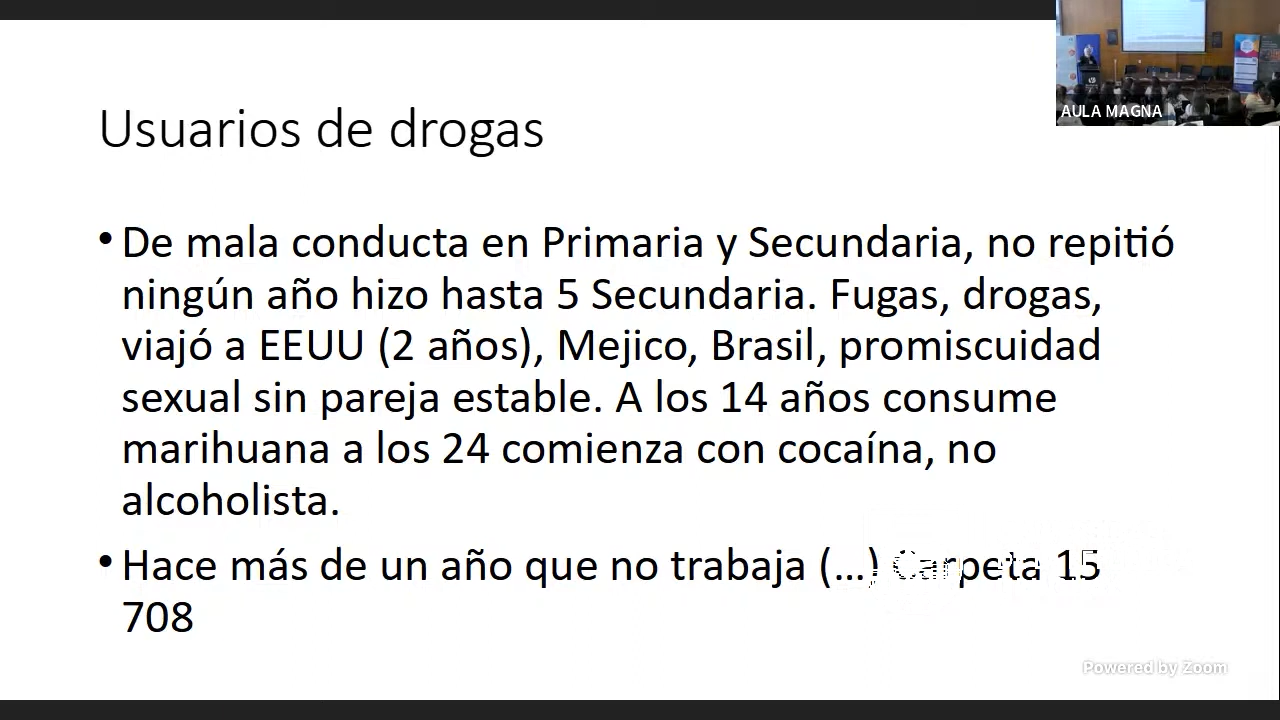 AULA MAGNA
Usuarios de drogas
• De mala conducta en Primaria y Secundaria, no repitió
ningún año hizo hasta 5 Secundaria. Fugas, drogas,
viajó a EEUU (2 años), Mejico, Brasil, promiscuidad
sexual sin pareja estable. A los 14 años consume
marihuana a los 24 comienza con cocaína, no
alcoholista.
• Hace más de un año que no trabaja (...) 15
708
Powered by Zoom